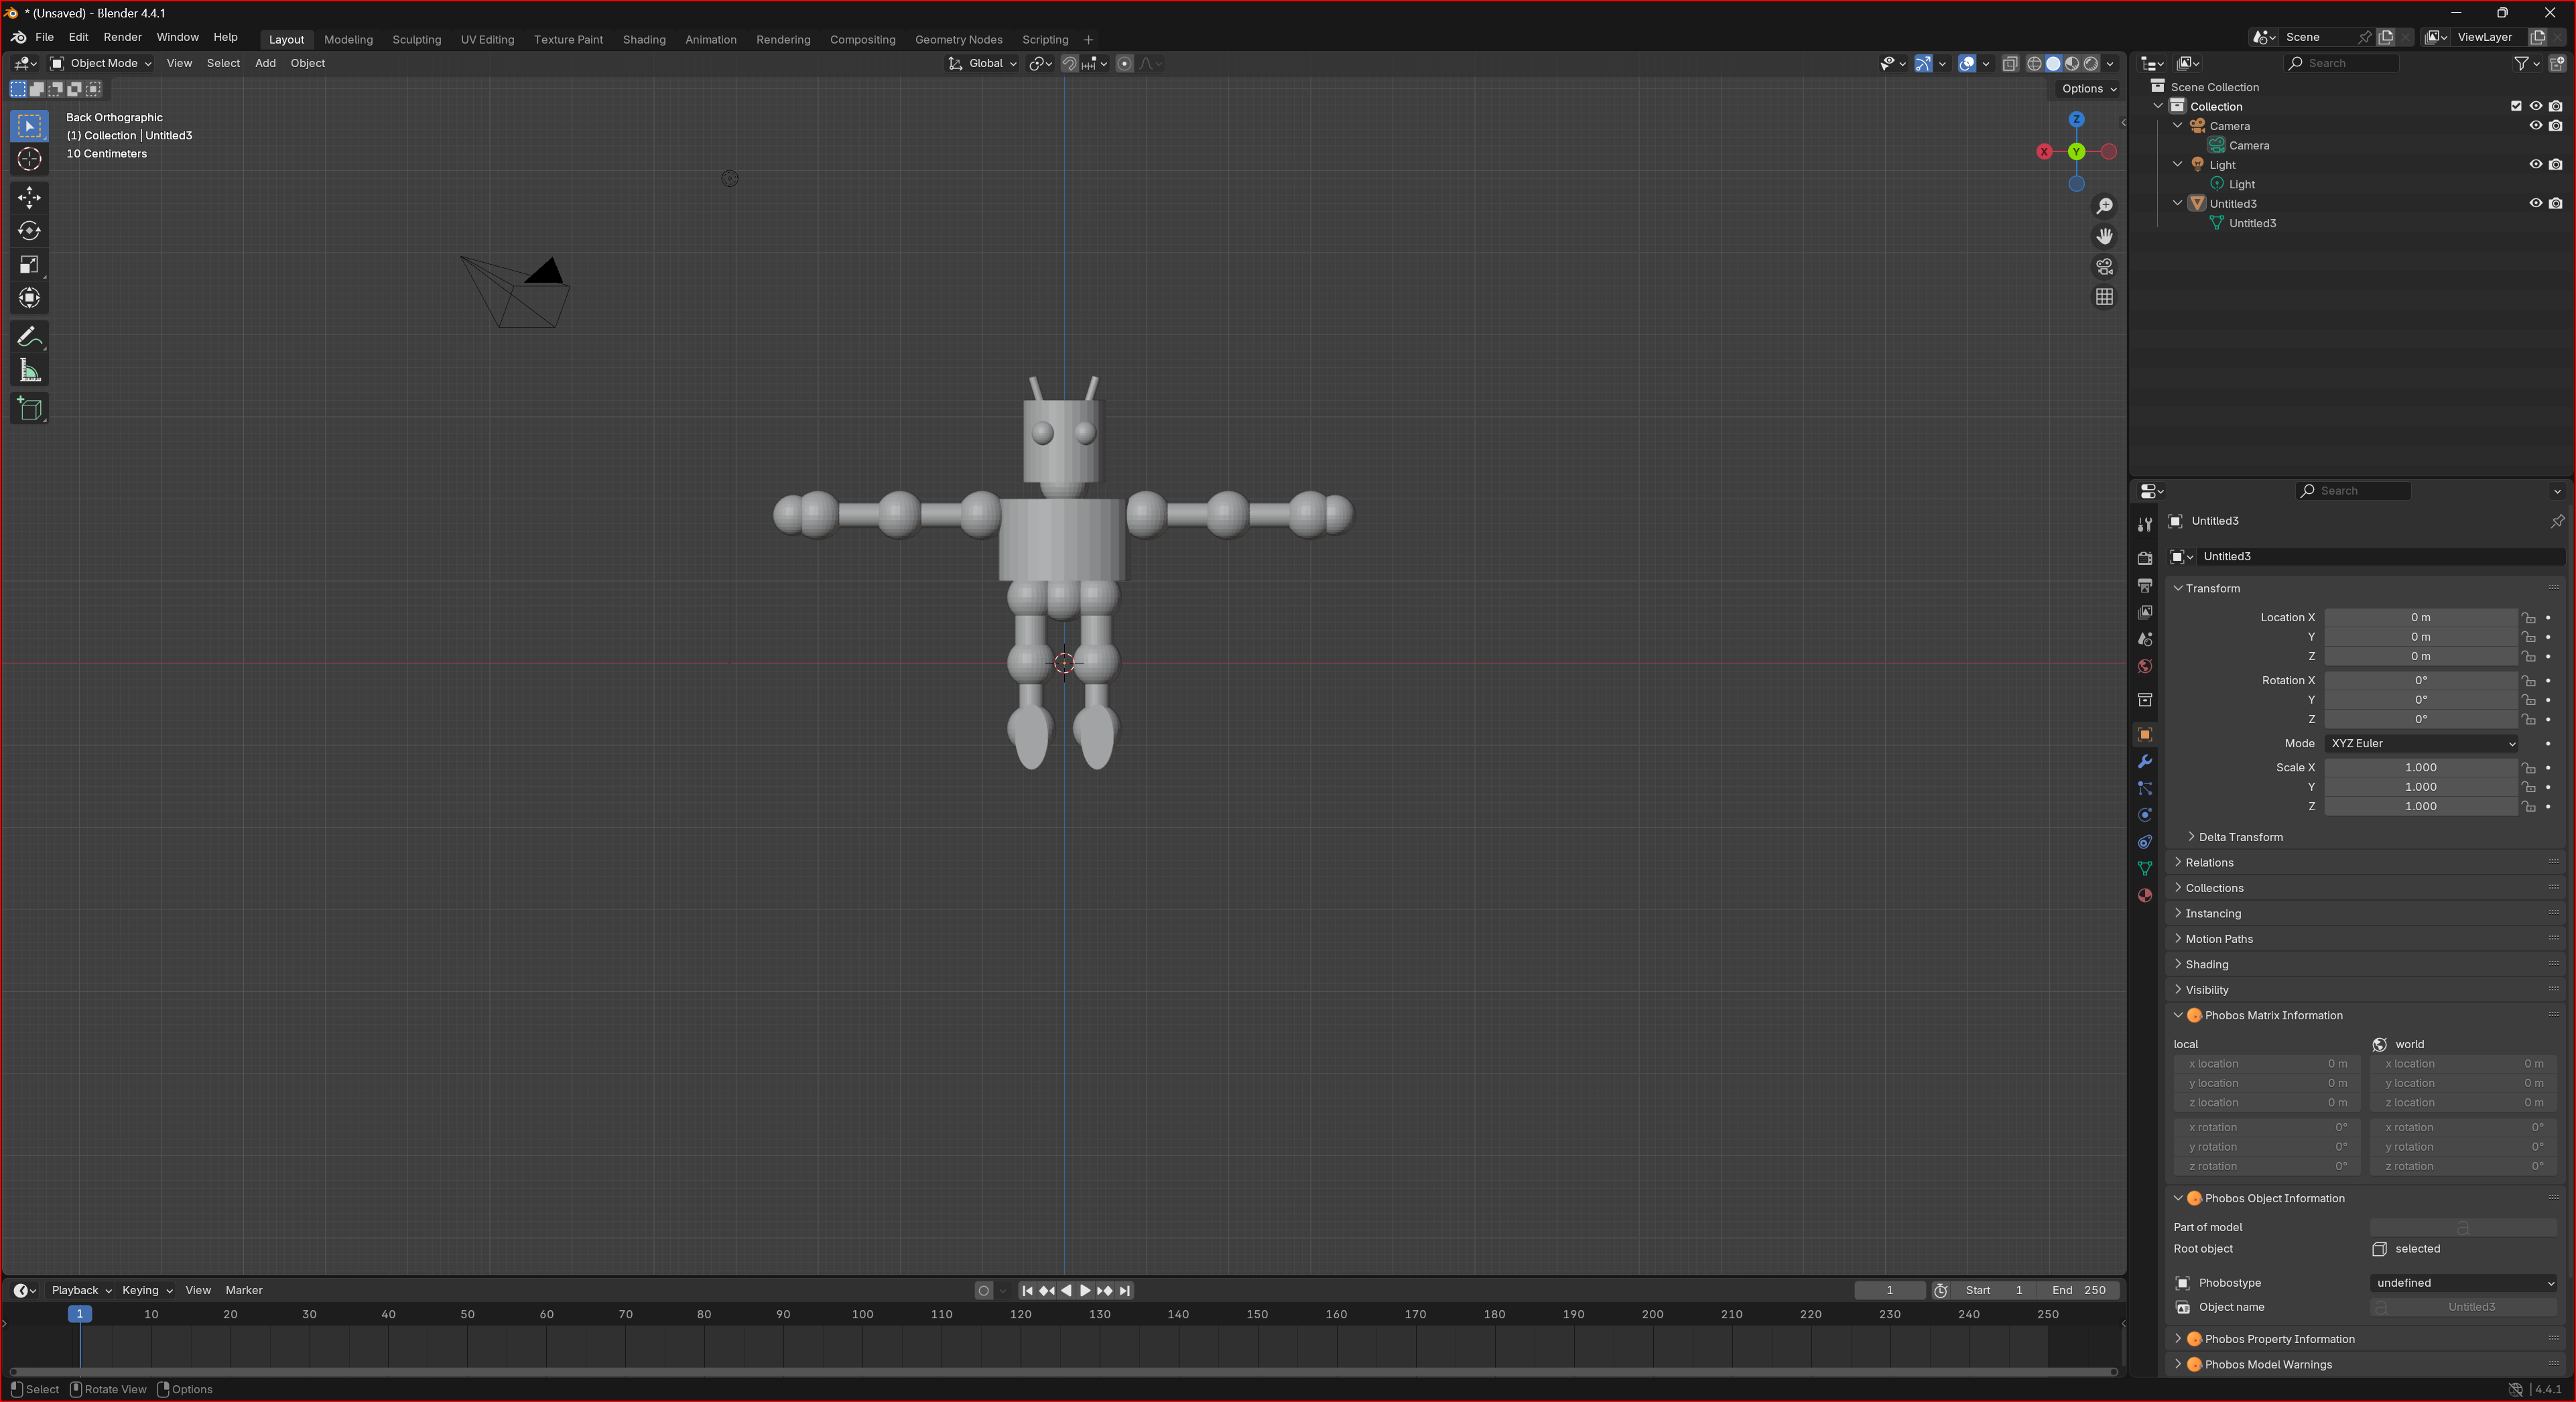 * (Unsaved) - Blender 4.4.1
File Edit Render Window Help Layout Modeling Sculpting UV Editing Texture Paint Shading Animation Rendering Compositing Geometry Nodes Scripting + Scene ViewLayer
Object Mode View Select Add Object Global
Options
Back Orthographic
(1) Collection | Untitled3
10 Centimeters
Z
X Y
Search
Scene Collection
Collection
Camera
Camera
Light
Light
Untitled3
Untitled3
Search
Untitled3
Untitled3
Transform
Location X 0 m
Y 0 m
Z 0 m
Rotation X 0°
Y 0°
Z 0°
Mode XYZ Euler
Scale X 1.000
Y 1.000
Z 1.000
Delta Transform
Relations
Collections
Instancing
Motion Paths
Shading
Visibility
Phobos Matrix Information
local world
x location 0 m x location 0 m
y location 0 m y location 0 m
z location 0 m z location 0 m
x rotation 0° x rotation 0°
y rotation 0° y rotation 0°
z rotation 0° z rotation 0°
Phobos Object Information
Part of model a
Root object selected
Phobostype undefined
Object name a Untitled3
Phobos Property Information
Phobos Model Warnings
Playback Keying View Marker 1 Start 1 End 250
1 10 20 30 40 50 60 70 80 90 100 110 120 130 140 150 160 170 180 190 200 210 220 230 240 250
Select Rotate View Options 4.4.1